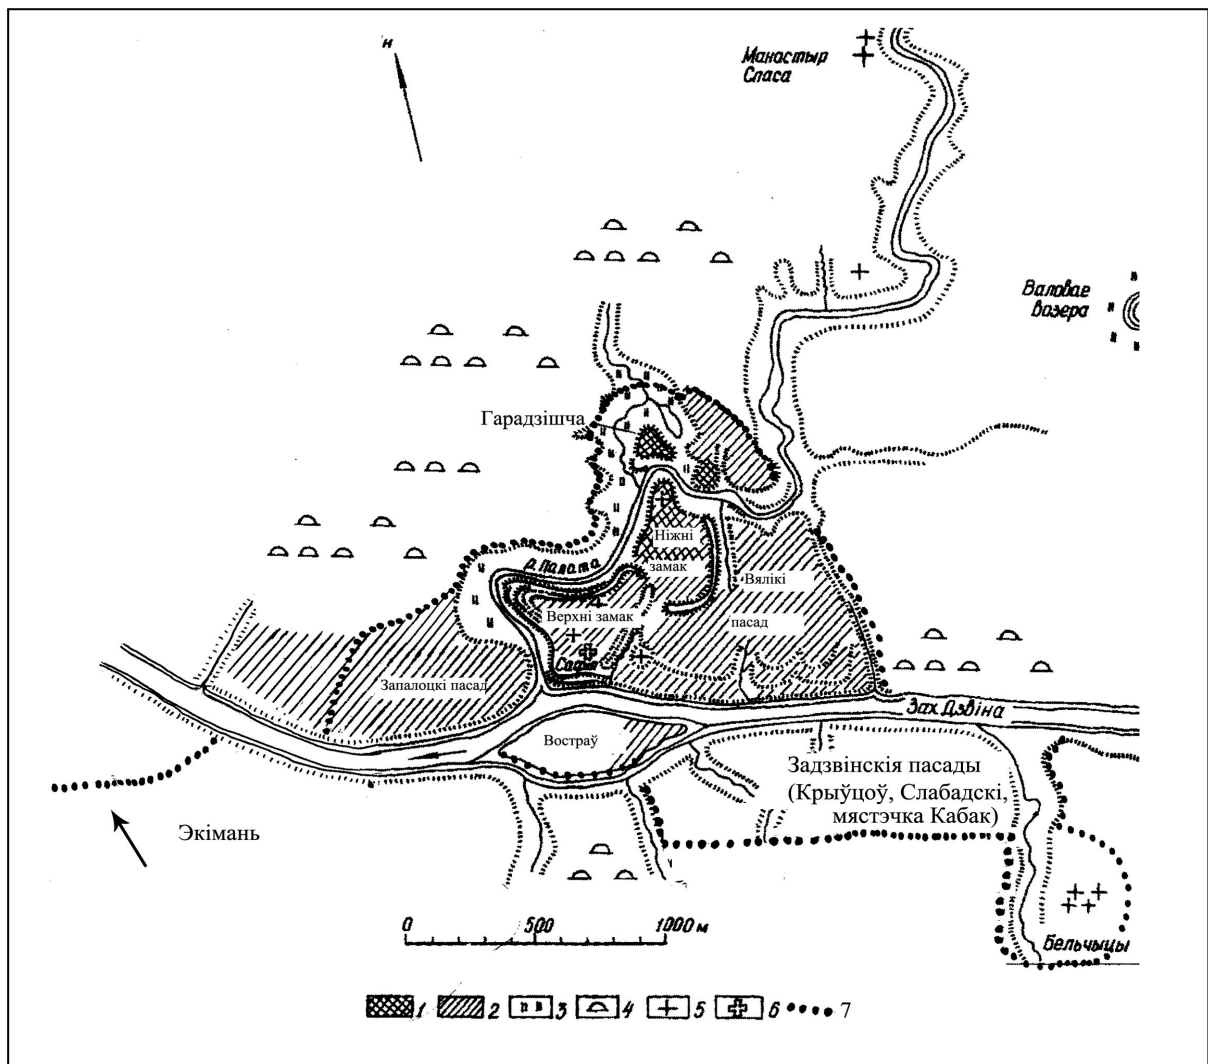 н
Манастыр
Спаса
Валовае
возера
Гарадзішча
р. Палата
Ніжні
замак
Вялікі
пасад
Верхні замак
Сафія
Запалоцкі пасад
Зах. Дзвіна
Востраў
Задзвінскія пасады
(Крыўцоў, Слабадскі,
мястэчка Кабак)
Экімань
Бельчыцы
0 500 1000 м
1 2 3 4 5 6 7